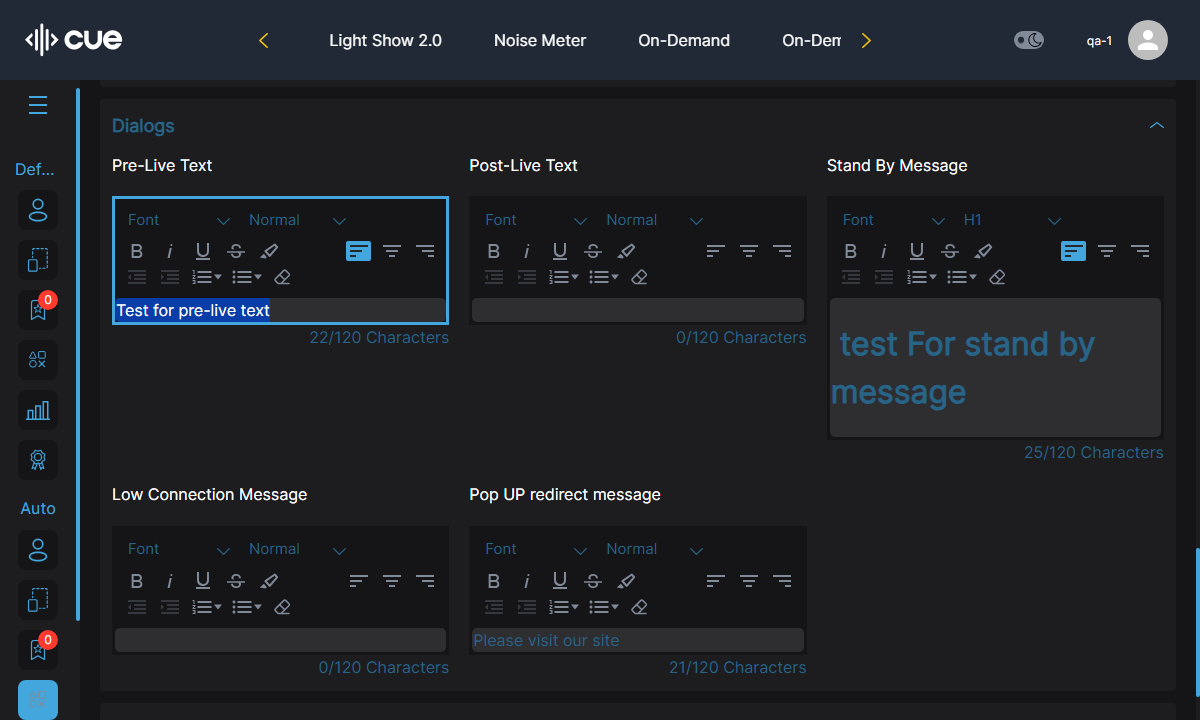 cue
Light Show 2.0
Noise Meter
On-Demand
On-Dem
qa-1
Def...
0
Auto
0
Dialogs
Pre-Live Text
Font
Normal
B i U S
Test for pre-live text
22/120 Characters
Post-Live Text
Font
Normal
B i U S
0/120 Characters
Stand By Message
Font
H1
B i U S
test For stand by
message
25/120 Characters
Low Connection Message
Font
Normal
B i U S
0/120 Characters
Pop UP redirect message
Font
Normal
B i U S
Please visit our site
21/120 Characters